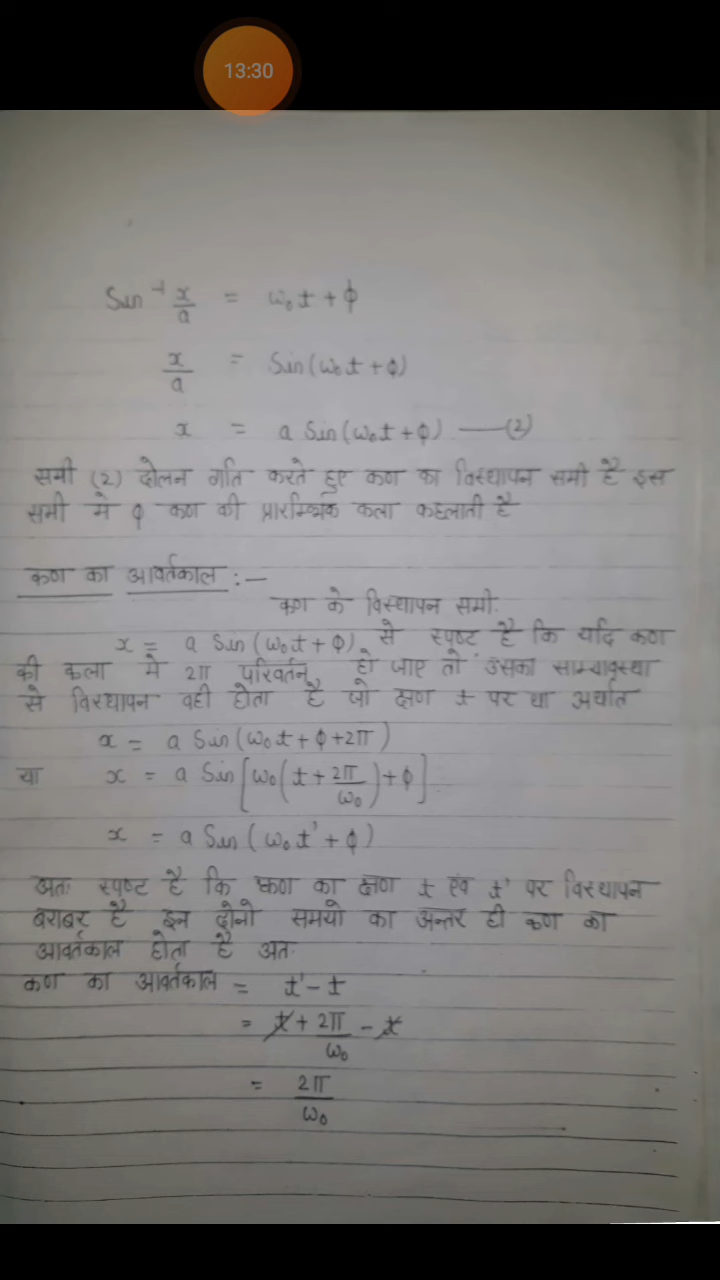 13:30
Sin⁻¹ x/a = ω₀t + ϕ
x/a = Sin(ω₀t + ϕ)
x = a Sin(ω₀t + ϕ) —(2)
समी (2) दोलन गति करते हुए कण का विस्थापन समी है इस
समी मे ϕ कण की प्रारम्भिक कला कहलाती है
कण का आवर्तकाल :—
कण के विस्थापन समी.
x = a Sin(ω₀t + ϕ) से स्पष्ट है कि यदि कण
की कला मे 2π परिवर्तन हो जाए तो उसका साम्यावस्था
से विस्थापन वही होता है जो क्षण t पर था अर्थात
x = a Sin(ω₀t + ϕ + 2π)
या x = a Sin[ω₀(t + 2π/ω₀) + ϕ]
x = a Sin(ω₀t' + ϕ)
अतः स्पष्ट है कि कण का क्षण t एवं t' पर विस्थापन
बराबर है इन दोनो समयो का अन्तर ही कण का
आवर्तकाल होता है अतः
कण का आवर्तकाल = t' - t
= t + 2π/ω₀ - t
= 2π/ω₀